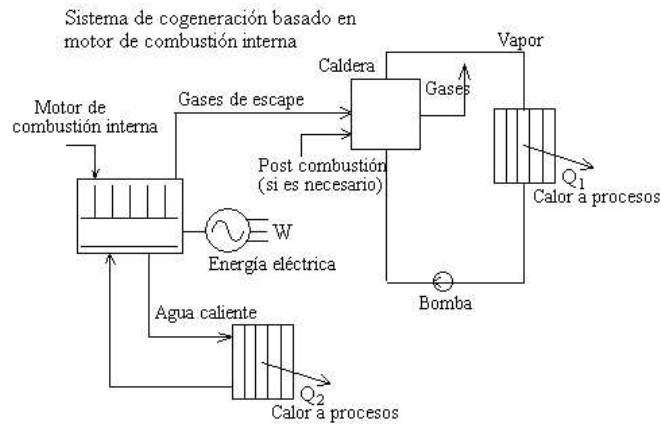 Sistema de cogeneración basado en
motor de combustión interna
Vapor
Caldera
Gases
Gases de escape
Motor de
combustión interna
Post combustión
(si es necesario)
Q1
Calor a procesos
W
Energía eléctrica
Bomba
Agua caliente
Q2
Calor a procesos